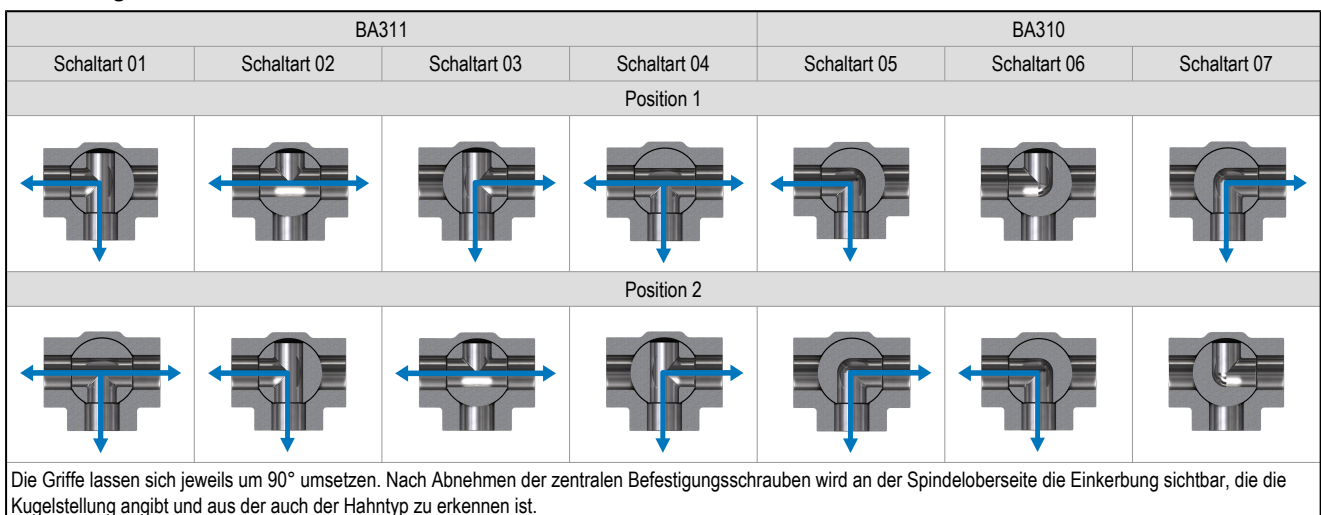 BA311 BA310
Schaltart 01 Schaltart 02 Schaltart 03 Schaltart 04 Schaltart 05 Schaltart 06 Schaltart 07
Position 1
Position 2
Die Griffe lassen sich jeweils um 90° umsetzen. Nach Abnehmen der zentralen Befestigungsschrauben wird an der Spindeloberseite die Einkerbung sichtbar, die die
Kugelstellung angibt und aus der auch der Hahntyp zu erkennen ist.